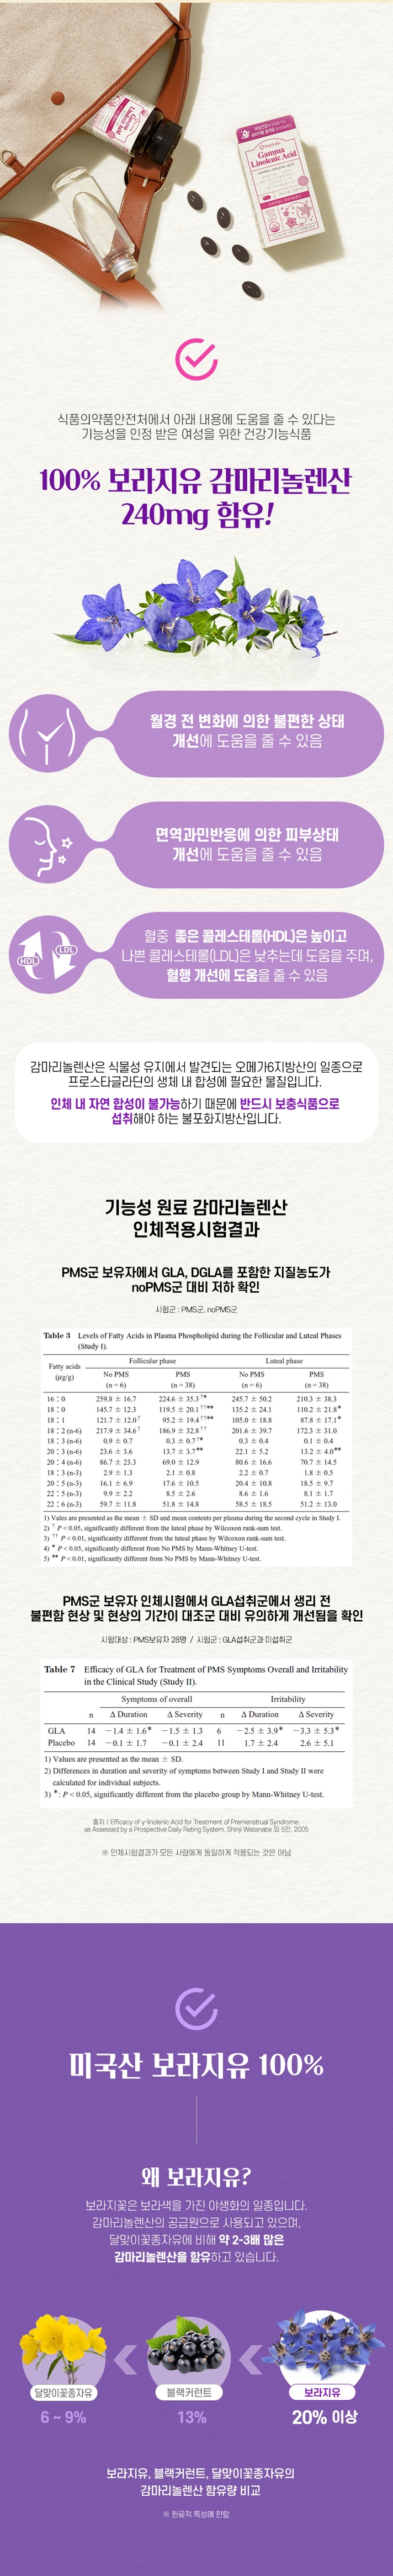 Gamma
Linolenic Acid
Gamma
Linolenic Acid
식품의약품안전처에서 아래 내용에 도움을 줄 수 있다는
기능성을 인정 받은 여성을 위한 건강기능식품
100% 보라지유 감마리놀렌산
240mg 함유!
월경 전 변화에 의한 불편한 상태
개선에 도움을 줄 수 있음
면역과민반응에 의한 피부상태
개선에 도움을 줄 수 있음
HDL
LDL
혈중 좋은 콜레스테롤(HDL)은 높이고
나쁜 콜레스테롤(LDL)은 낮추는데 도움을 주며,
혈행 개선에 도움을 줄 수 있음
감마리놀렌산은 식물성 유지에서 발견되는 오메가6지방산의 일종으로
프로스타글라딘의 생체 내 합성에 필요한 물질입니다.
인체 내 자연 합성이 불가능하기 때문에 반드시 보충식품으로
섭취해야 하는 불포화지방산입니다.
기능성 원료 감마리놀렌산
인체적용시험결과
PMS군 보유자에서 GLA, DGLA를 포함한 지질농도가
noPMS군 대비 저하 확인
시험군 : PMS군, noPMS군
Table 3 Levels of Fatty Acids in Plasma Phospholipid during the Follicular and Luteal Phases
(Study I).
Fatty acids
(μg/g)
Follicular phase Luteal phase
No PMS PMS No PMS PMS
(n = 6) (n = 38) (n = 6) (n = 38)
16 : 0 259.8 ± 16.7 224.6 ± 35.3 †* 245.7 ± 50.2 210.3 ± 38.3
18 : 0 145.7 ± 12.3 119.5 ± 20.1 ††** 135.2 ± 24.1 110.2 ± 21.8*
18 : 1 121.7 ± 12.0 † 95.2 ± 19.4 ††** 105.0 ± 18.8 87.8 ± 17.1*
18 : 2 (n-6) 217.9 ± 34.6 † 186.9 ± 32.8 †† 201.6 ± 39.7 172.3 ± 31.0
18 : 3 (n-6) 0.9 ± 0.7 0.3 ± 0.7 †* 0.3 ± 0.4 0.1 ± 0.4
20 : 3 (n-6) 23.6 ± 3.6 13.7 ± 3.7** 22.1 ± 5.2 13.2 ± 4.0**
20 : 4 (n-6) 86.7 ± 23.3 69.0 ± 12.9 80.6 ± 16.6 70.7 ± 14.5
18 : 3 (n-3) 2.9 ± 1.3 2.1 ± 0.8 2.2 ± 0.7 1.8 ± 0.5
20 : 5 (n-3) 16.1 ± 6.9 17.6 ± 10.5 20.4 ± 10.8 18.5 ± 9.7
22 : 5 (n-3) 9.9 ± 2.2 8.5 ± 2.6 8.6 ± 1.6 8.1 ± 1.7
22 : 6 (n-3) 59.7 ± 11.8 51.8 ± 14.8 58.5 ± 18.5 51.2 ± 13.0
1) Vales are presented as the mean ± SD and mean contents per plasma during the second cycle in Study I.
2) † P < 0.05, significantly different from the luteal phase by Wilcoxon rank-sum test.
3) †† P < 0.01, significantly different from the luteal phase by Wilcoxon rank-sum test.
4) * P < 0.05, significantly different from No PMS by Mann-Whitney U-test.
5) ** P < 0.01, significantly different from No PMS by Mann-Whitney U-test.
PMS군 보유자 인체시험에서 GLA섭취군에서 생리 전
불편함 현상 및 현상의 기간이 대조군 대비 유의하게 개선됨을 확인
시험대상 : PMS보유자 28명 / 시험군 : GLA섭취군과 미섭취군
Table 7 Efficacy of GLA for Treatment of PMS Symptoms Overall and Irritability
in the Clinical Study (Study II).
Symptoms of overall Irritability
n Δ Duration Δ Severity n Δ Duration Δ Severity
GLA 14 −1.4 ± 1.6* −1.5 ± 1.3 6 −2.5 ± 3.9* −3.3 ± 5.3*
Placebo 14 −0.1 ± 1.7 −0.1 ± 2.4 11 1.7 ± 2.4 2.6 ± 5.1
1) Values are presented as the mean ± SD.
2) Differences in duration and severity of symptoms between Study I and Study II were
calculated for individual subjects.
3) *: P < 0.05, significantly different from the placebo group by Mann-Whitney U-test.
출처 | Efficacy of γ-linolenic Acid for Treatment of Premenstrual Syndrome,
as Assessed by a Prospective Daily Rating System, Shinji Watanabe 외 5인, 2005
※ 인체시험결과가 모든 사람에게 동일하게 적용되는 것은 아님
미국산 보라지유 100%
왜 보라지유?
보라지꽃은 보라색을 가진 야생화의 일종입니다.
감마리놀렌산의 공급원으로 사용되고 있으며,
달맞이꽃종자유에 비해 약 2-3배 많은
감마리놀렌산을 함유하고 있습니다.
달맞이꽃종자유 블랙커런트 보라지유
6 ~ 9% 13% 20% 이상
보라지유, 블랙커런트, 달맞이꽃종자유의
감마리놀렌산 함유량 비교
※ 원료적 특성에 한함